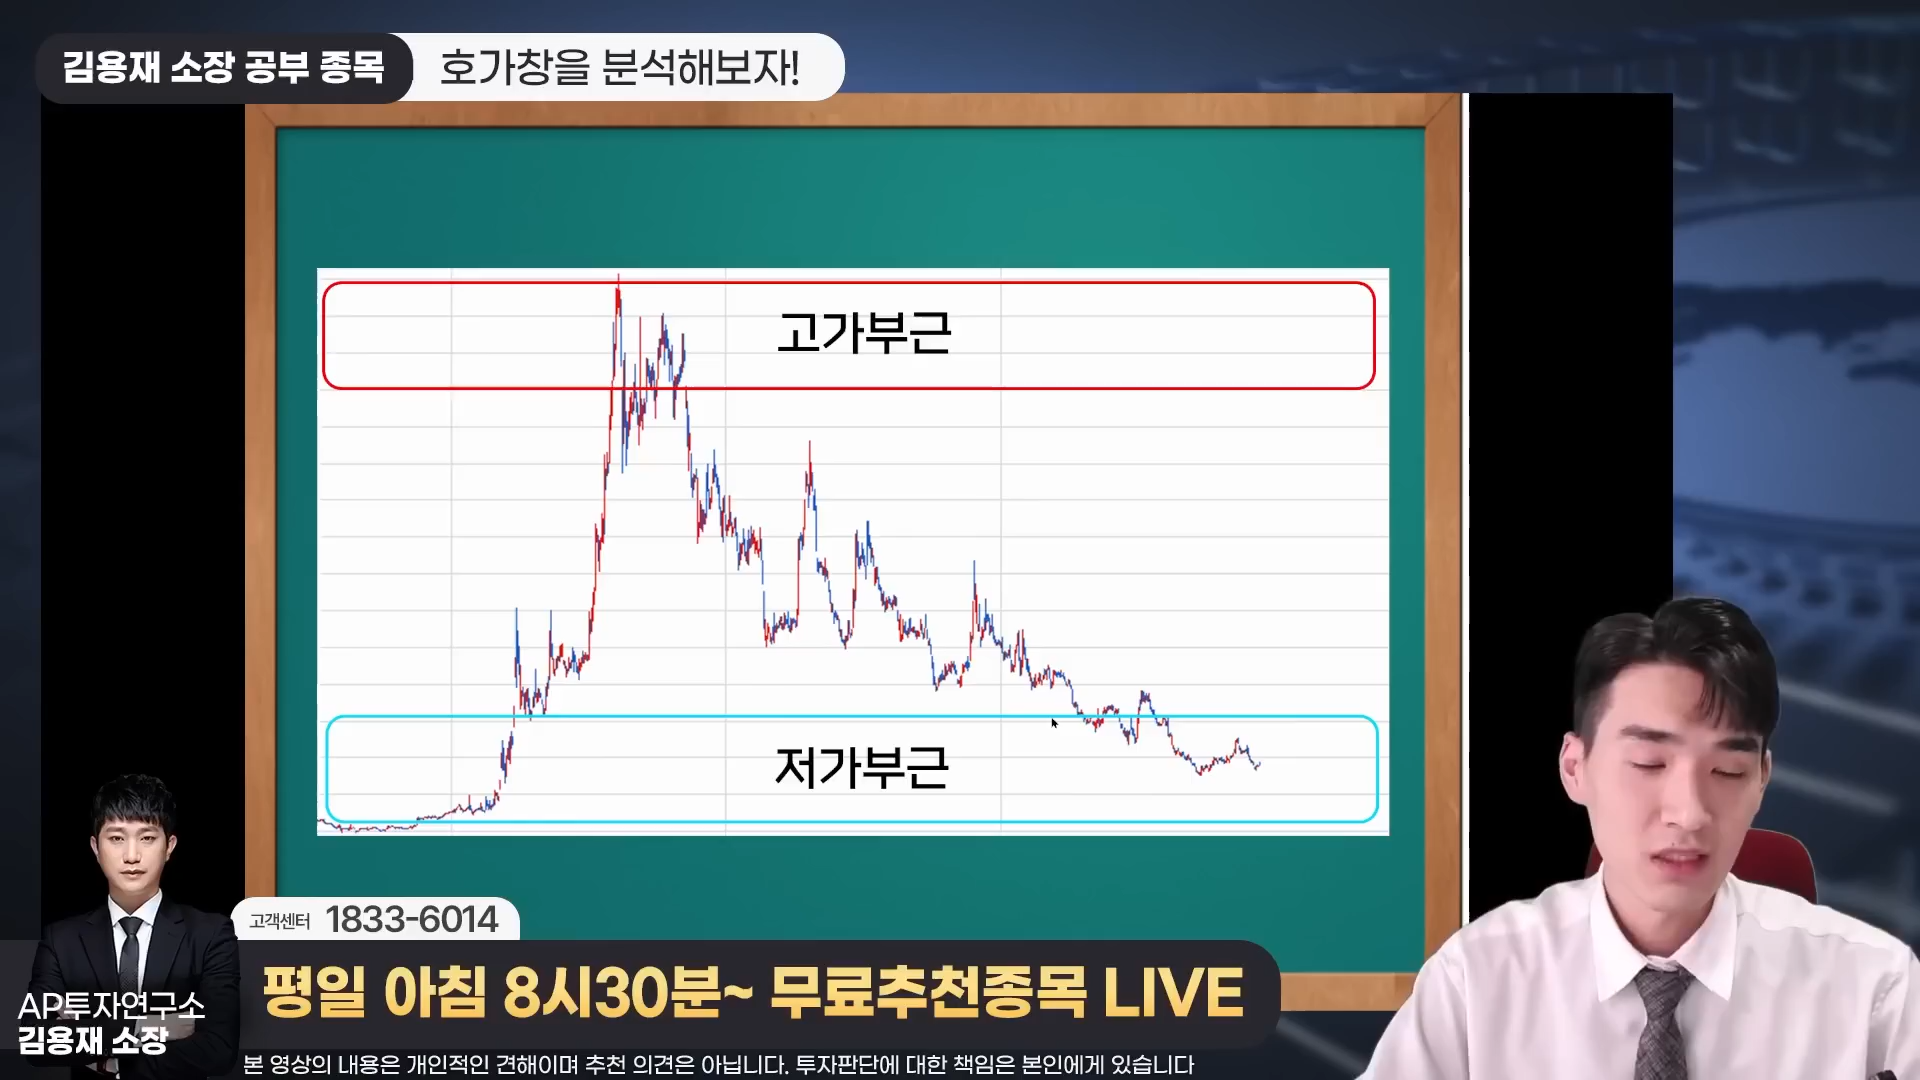 김용재 소장 공부 종목
호가창을 분석해보자!
고가부근
저가부근
고객센터 1833-6014
평일 아침 8시30분~ 무료추천종목 LIVE
AP투자연구소
김용재 소장
본 영상의 내용은 개인적인 견해이며 추천 의견은 아닙니다. 투자판단에 대한 책임은 본인에게 있습니다